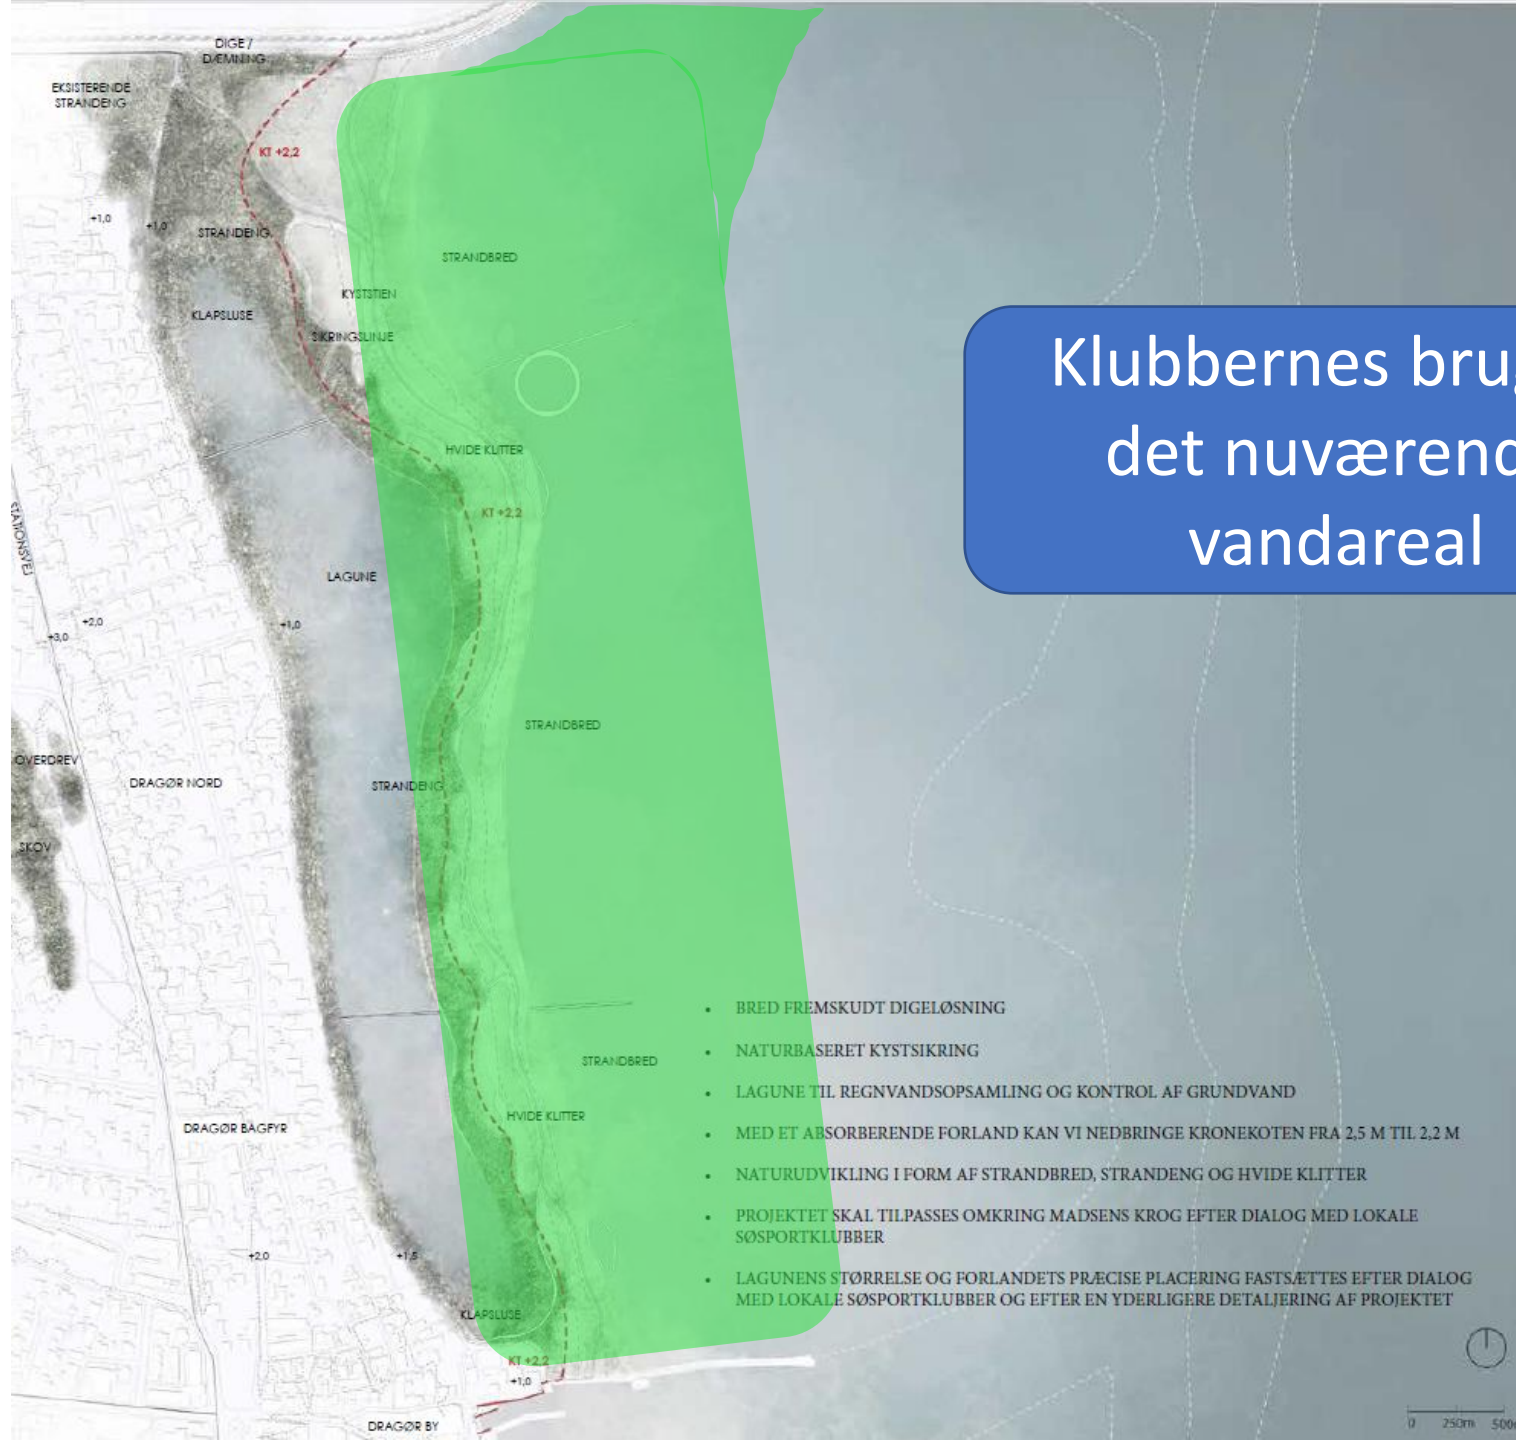 DIGE /
DÆMNING
EKSISTERENDE
STRANDENG
KT +2,2
+1,0
+1,0
STRANDENG
STRANDBRED
KYSTSTIEN
KLAPSLUSE
SIKRINGSLINJE
Klubbernes
det
vandareal
HVIDE KLITTER
KT +2,2
STATIONSVEJ
LAGUNE
+2,0
+3,0
+1,0
STRANDBRED
OVERDREV
DRAGØR NORD
STRANDENG
SKOV
• BRED FREMSKUDT DIGELØSNING
• NATURBASERET KYSTSIKRING
STRANDBRED
• LAGUNE TIL REGNVANDSOPSAMLING OG KONTROL AF GRUNDVAND
HVIDE KLITTER
DRAGØR BAGFYR
• MED ET ABSORBERENDE FORLAND KAN VI NEDBRINGE KRONEKOTEN FRA 2,5 M TIL 2,2 M
• NATURUDVIKLING I FORM AF STRANDBRED, STRANDENG OG HVIDE KLITTER
• PROJEKTET SKAL TILPASSES OMKRING MADSENS KROG EFTER DIALOG MED LOKALE
SØSPORTKLUBBER
+2,0
+1,5
• LAGUNENS STØRRELSE OG FORLANDETS PRÆCISE PLACERING FASTSÆTTES EFTER DIALOG
MED LOKALE SØSPORTKLUBBER OG EFTER EN YDERLIGERE DETALJERING AF PROJEKTET
KLAPSLUSE
KT +2,2
+1,0
DRAGØR BY
0 250m